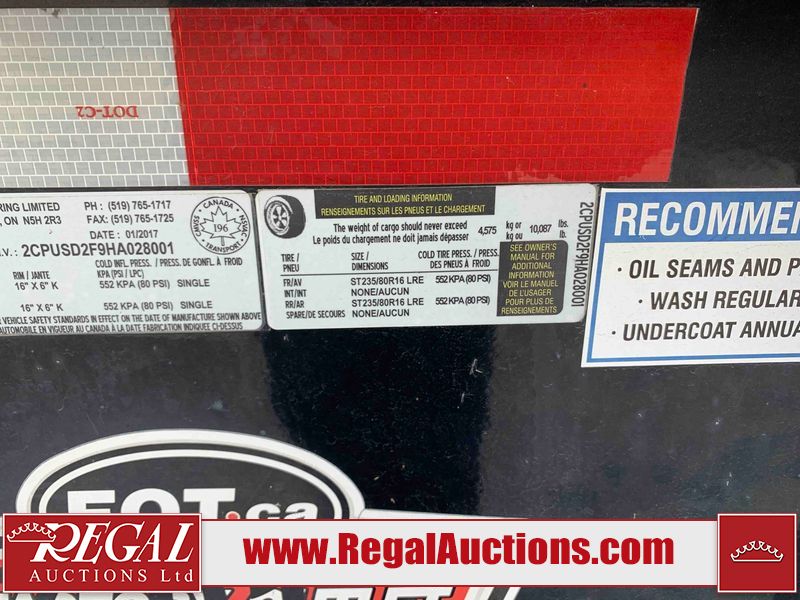 DOT-C2
RING LIMITED PH : (519) 765-1717
, ON N5H 2R3 FAX: (519) 765-1725
DATE : 01/2017
I.V. : 2CPUSD2F9HA028001
CANADA
196
TRANSPORT
RIM / JANTE COLD INFL. PRESS. / PRESS. DE GONFL. À FROID
KPA (PSI / LPC)
16" X 6" K 552 KPA (80 PSI) SINGLE
16" X 6" K 552 KPA (80 PSI) SINGLE
VEHICLE SAFETY STANDARDS IN EFFECT ON THE DATE OF MANUFACTURE SHOWN ABOVE
AUTOMOBILE EN VIGUEUR AU CANADA À LA DATE FABRICATION INDIQUÉE CI-DESSUS
TIRE AND LOADING INFORMATION
RENSEIGNEMENTS SUR LES PNEUS ET LE CHARGEMENT
The weight of cargo should never exceed
Le poids du chargement ne doit jamais dépasser
4,575 kg or kg ou 10,087 lbs. lb.
TIRE / PNEU SIZE / DIMENSIONS COLD TIRE PRESS. / PRESS. DES PNEUS À FROID
FR/AV ST235/80R16 LRE 552 KPA (80 PSI)
INT/INT NONE/AUCUN
RR/AR ST235/80R16 LRE 552 KPA (80 PSI)
SPARE/DE SECOURS NONE/AUCUN
SEE OWNER'S
MANUAL FOR
ADDITIONAL
INFORMATION
VOIR LE MANUEL
DE L'USAGER
POUR PLUS DE
RENSEIGNEMENTS
2CPUSD2F9HA028001
RECOMMEN
· OIL SEAMS AND P
· WASH REGULAR
· UNDERCOAT ANNUA
EOT.ca
REGAL
AUCTIONS Ltd
www.RegalAuctions.com